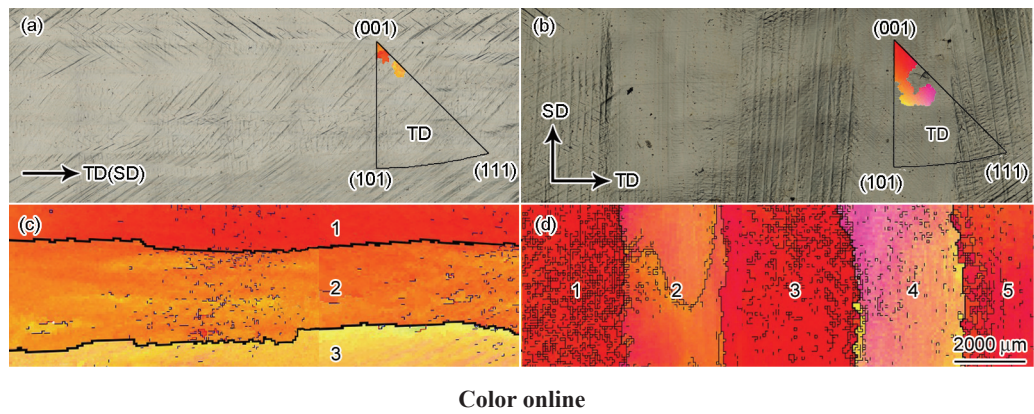 (a)
(001)
TD
TD(SD)
(101)
(111)
(b)
(001)
SD
TD
TD
(101)
(111)
(c)
1
2
3
(d)
1
2
3
4
5
2000 μm
Color online